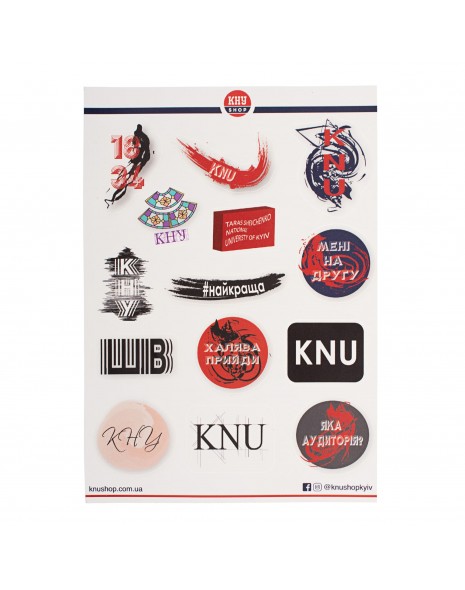 КНУ
SHOP
18
34
KNU
KNU
КНУ
TARAS SHEVCHENKO
NATIONAL
UNIVERSITY OF KYIV
МЕНІ
НА
ДРУГУ
КНУ
#найкраща
ШВ
ХАЛЯВА
ПРИЙДИ
KNU
КНУ
KNU
ЯКА
АУДИТОРІЯ?
knushop.com.ua
@knushopkyiv